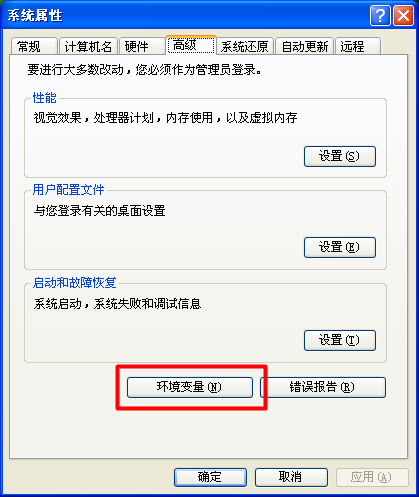 系统属性
常规 计算机名 硬件 高级 系统还原 自动更新 远程
要进行大多数改动，您必须作为管理员登录。
性能
视觉效果，处理器计划，内存使用，以及虚拟内存
设置(S)
用户配置文件
与您登录有关的桌面设置
设置(E)
启动和故障恢复
系统启动，系统失败和调试信息
设置(T)
环境变量(N) 错误报告(R)
确定 取消 应用(A)